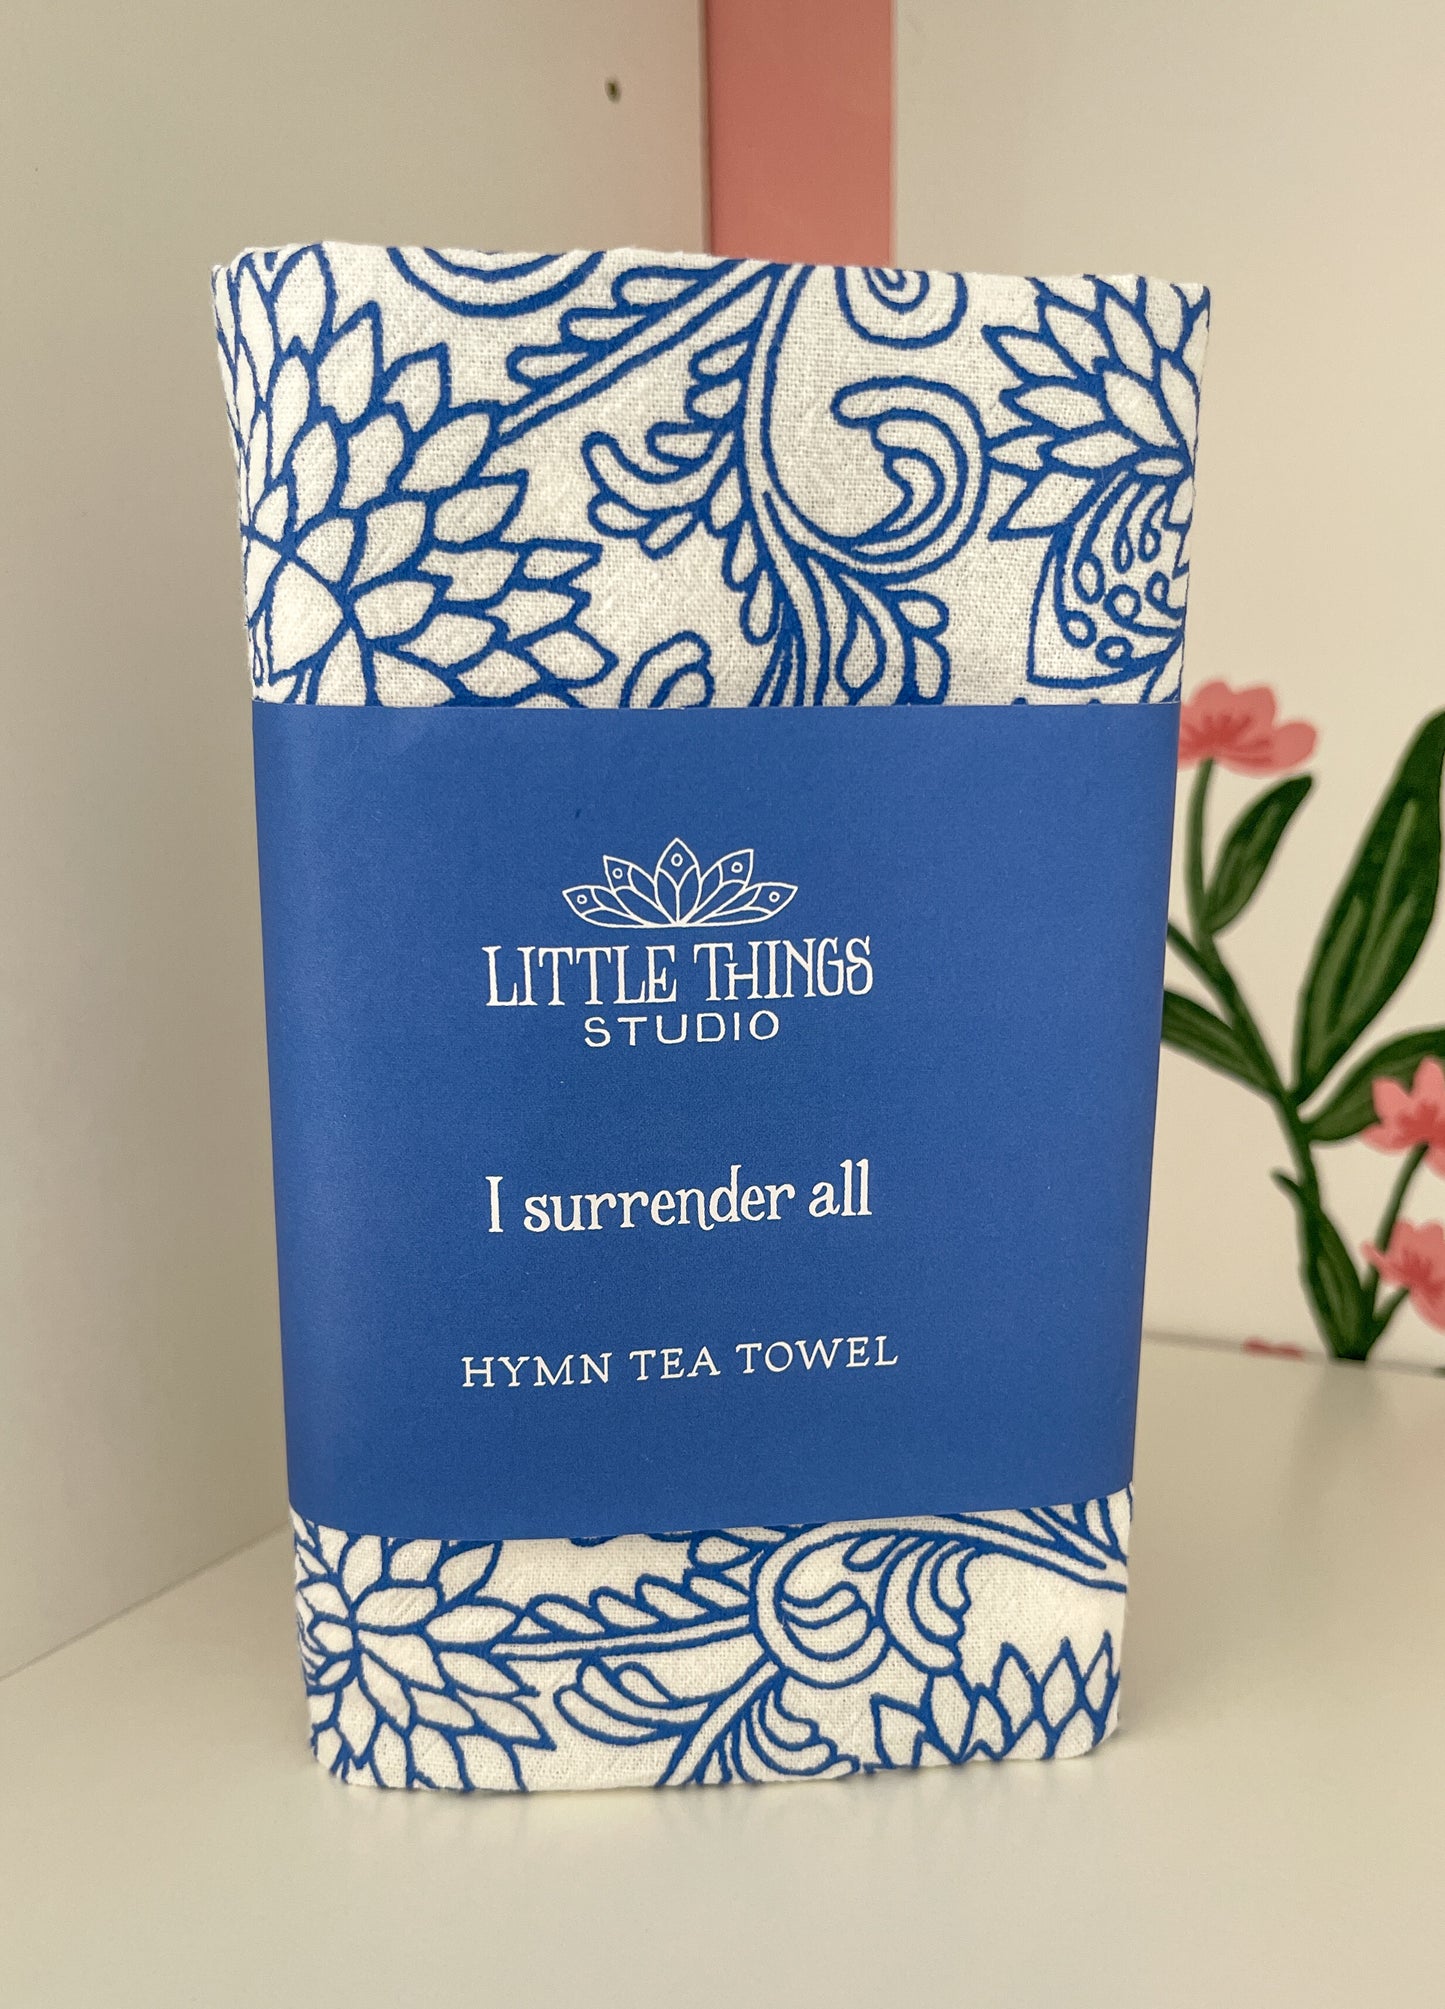 LITTLE THINGS
STUDIO
I surrender all
HYMN TEA TOWEL